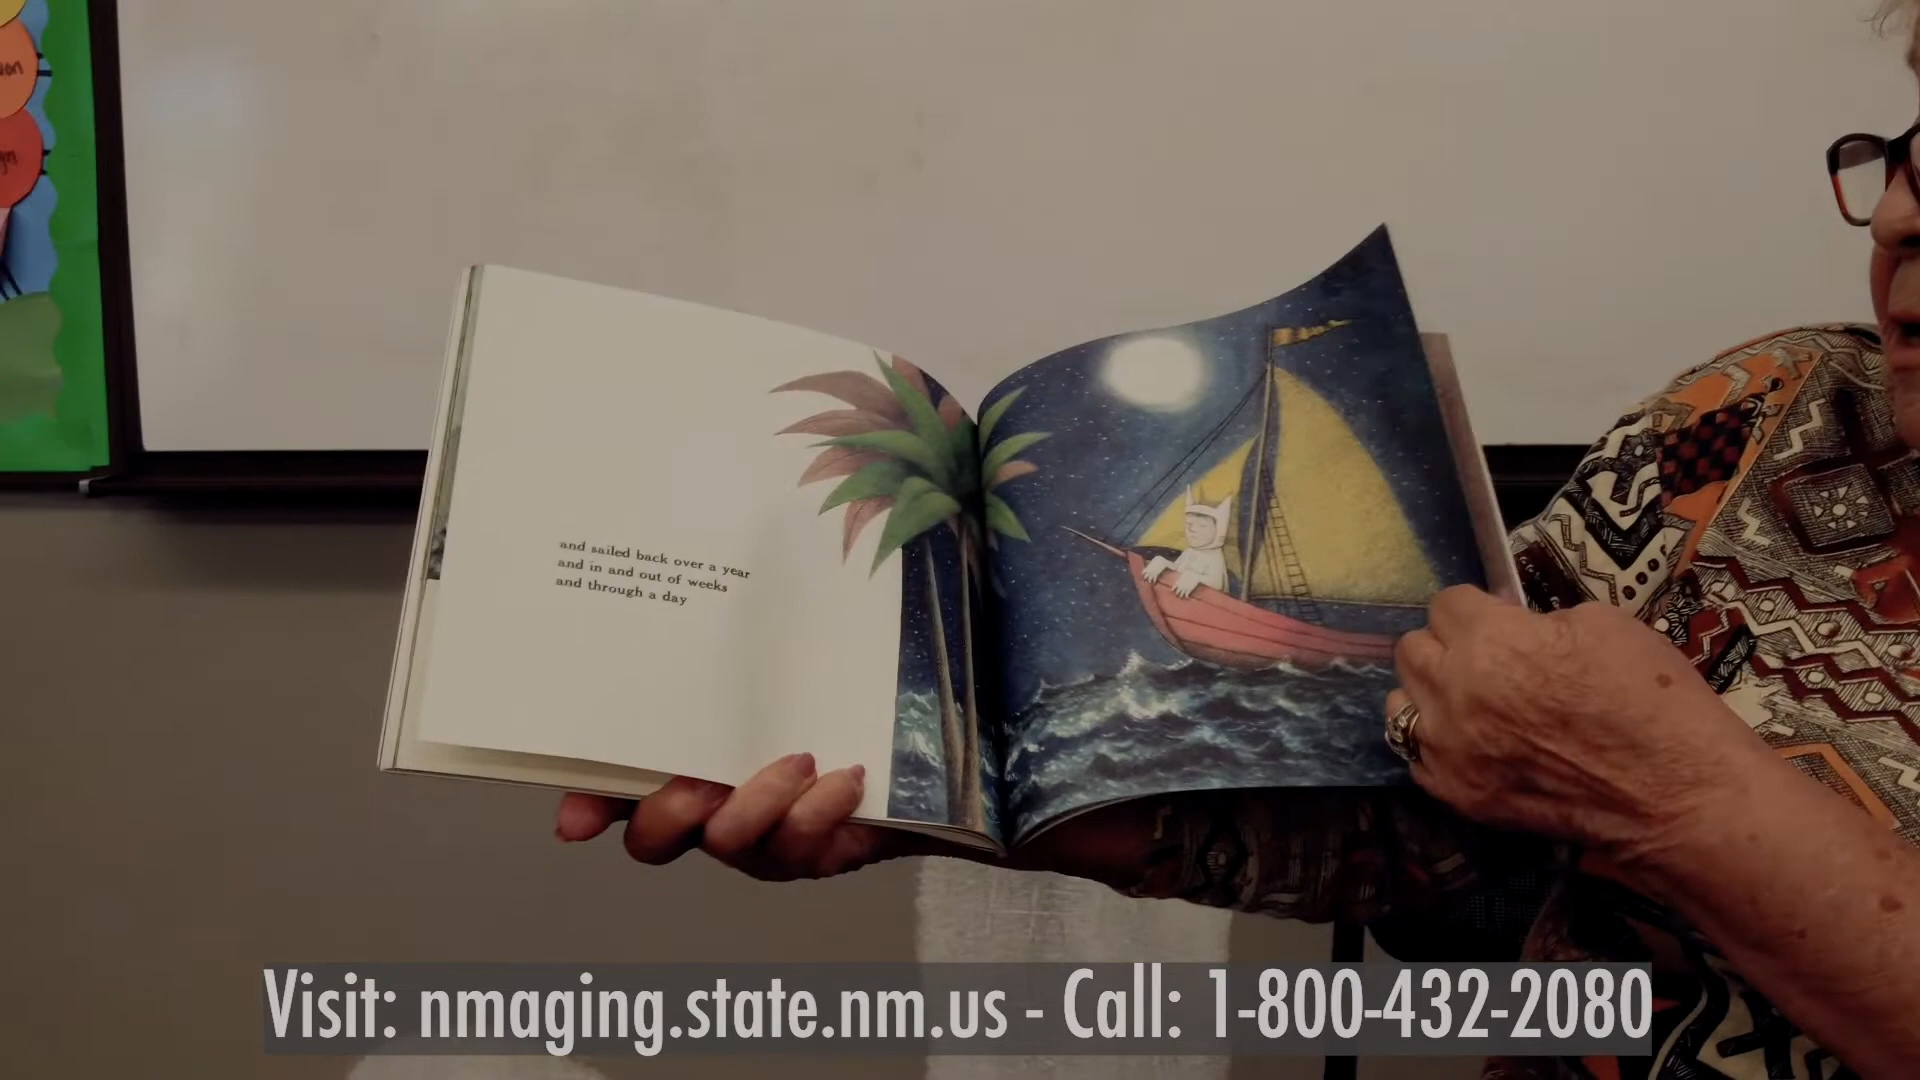 and sailed back over a year
and in and out of weeks
and through a day
Visit: nmaging.state.nm.us - Call: 1-800-432-2080